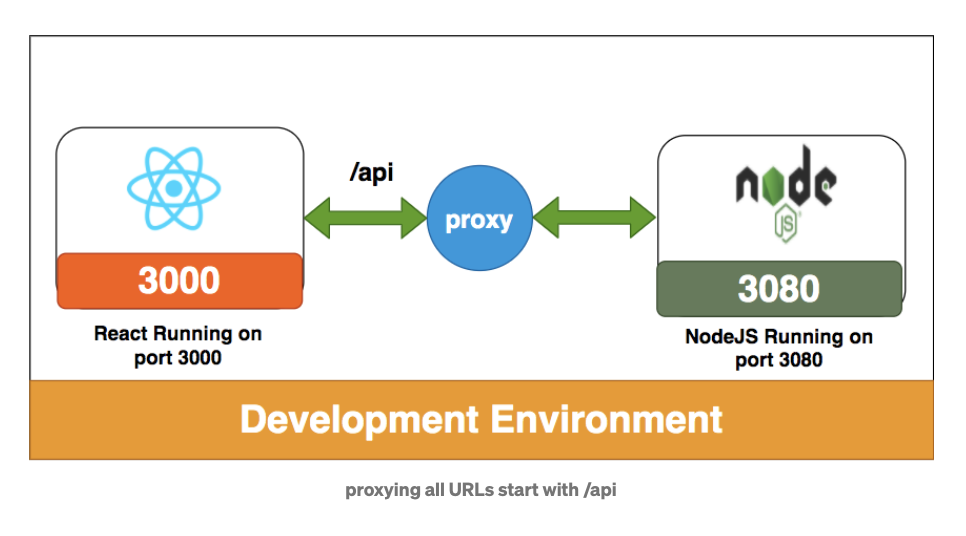 /api
proxy
node
JS
3000
3080
React Running on
port 3000
NodeJS Running on
port 3080
Development Environment
proxying all URLs start with /api